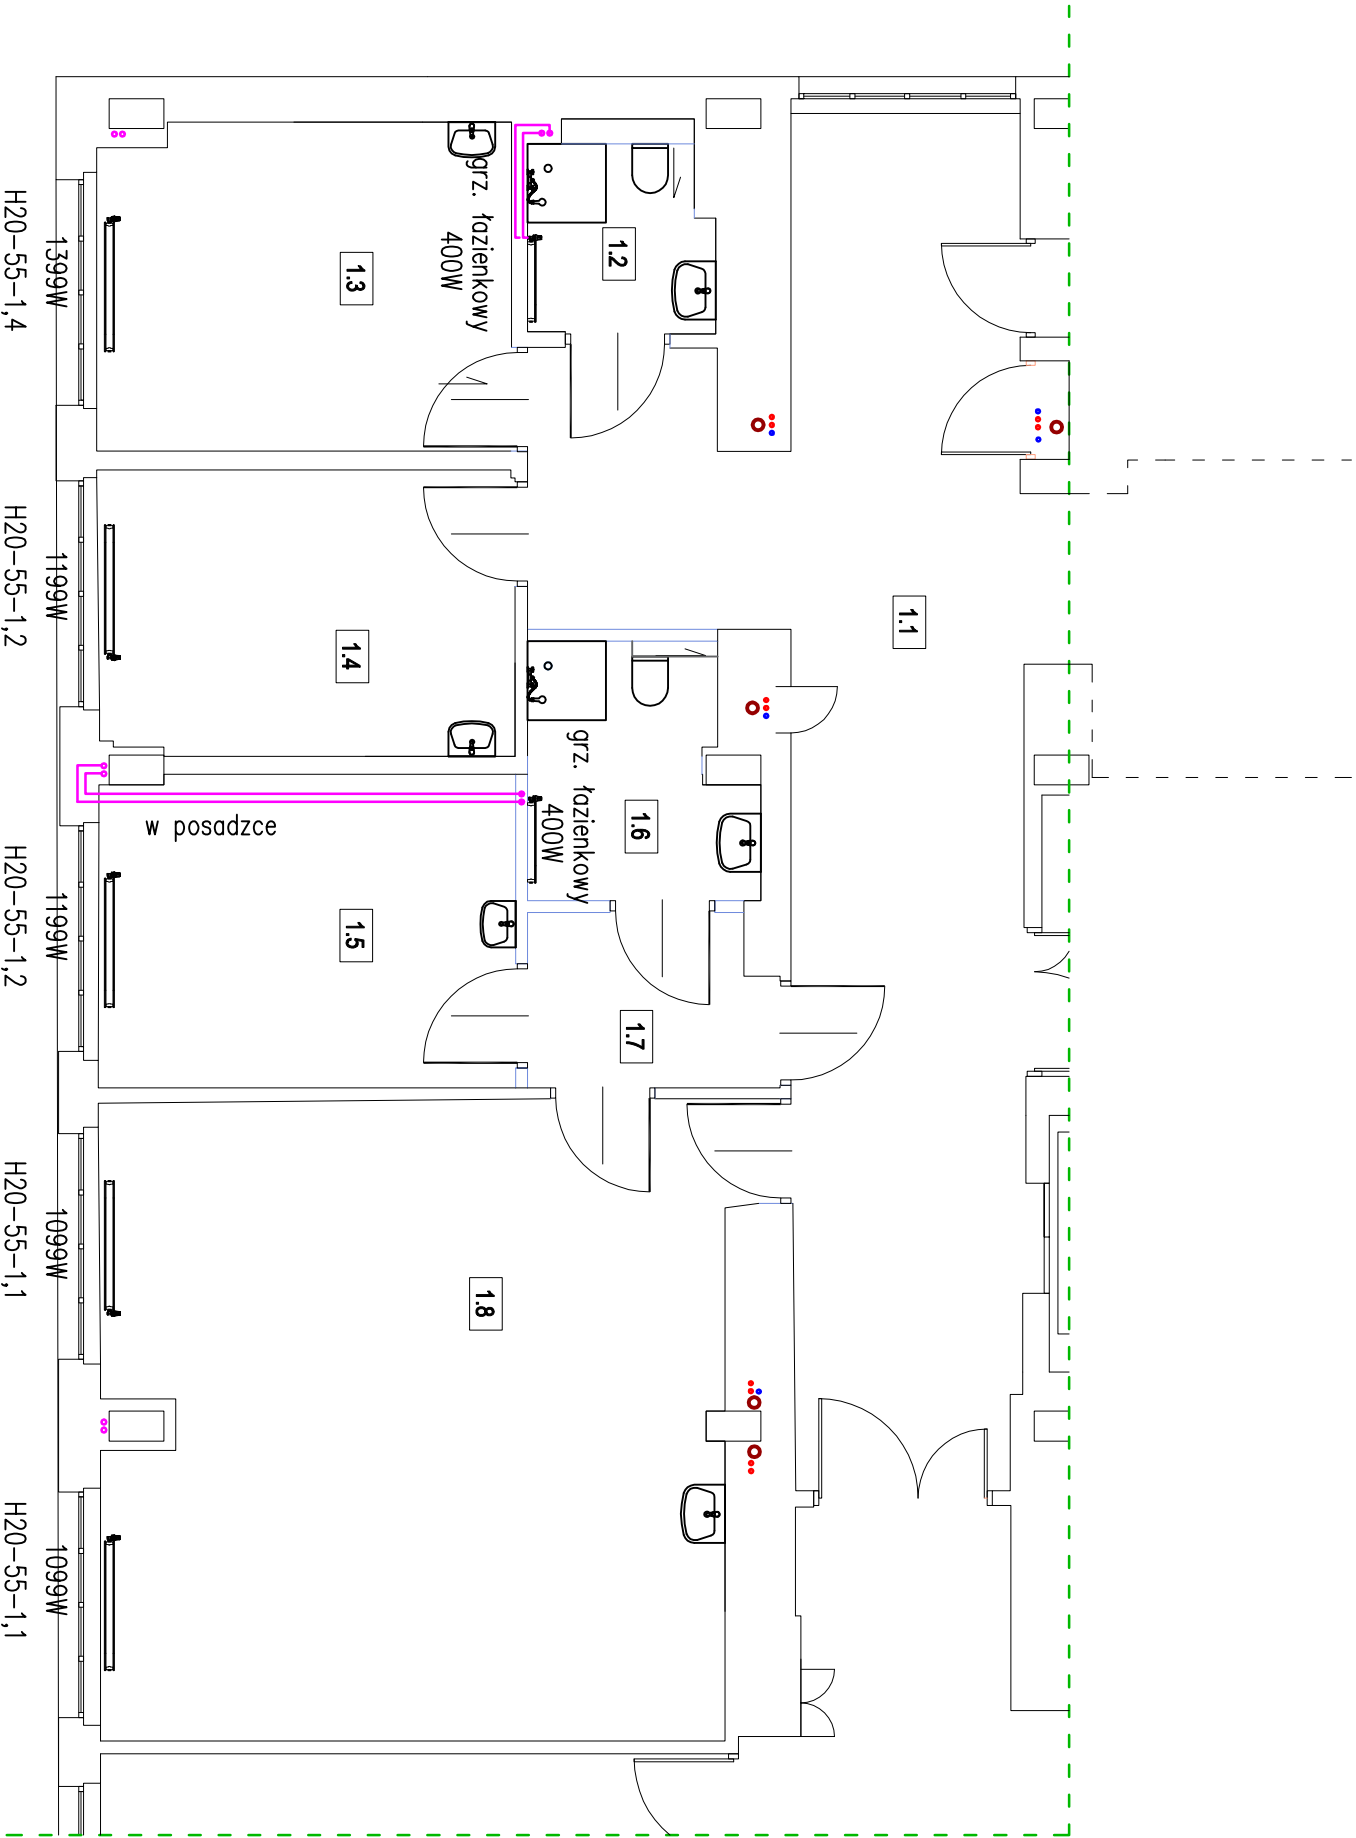 1.1
1.2
grz. łazienkowy
400W
1.3
1.4
1.6
grz. łazienkowy
400W
w posadzce
1.5
1.7
1.8
1399W
H20-55-1,4
1199W
H20-55-1,2
1199W
H20-55-1,2
1099W
H20-55-1,1
1099W
H20-55-1,1